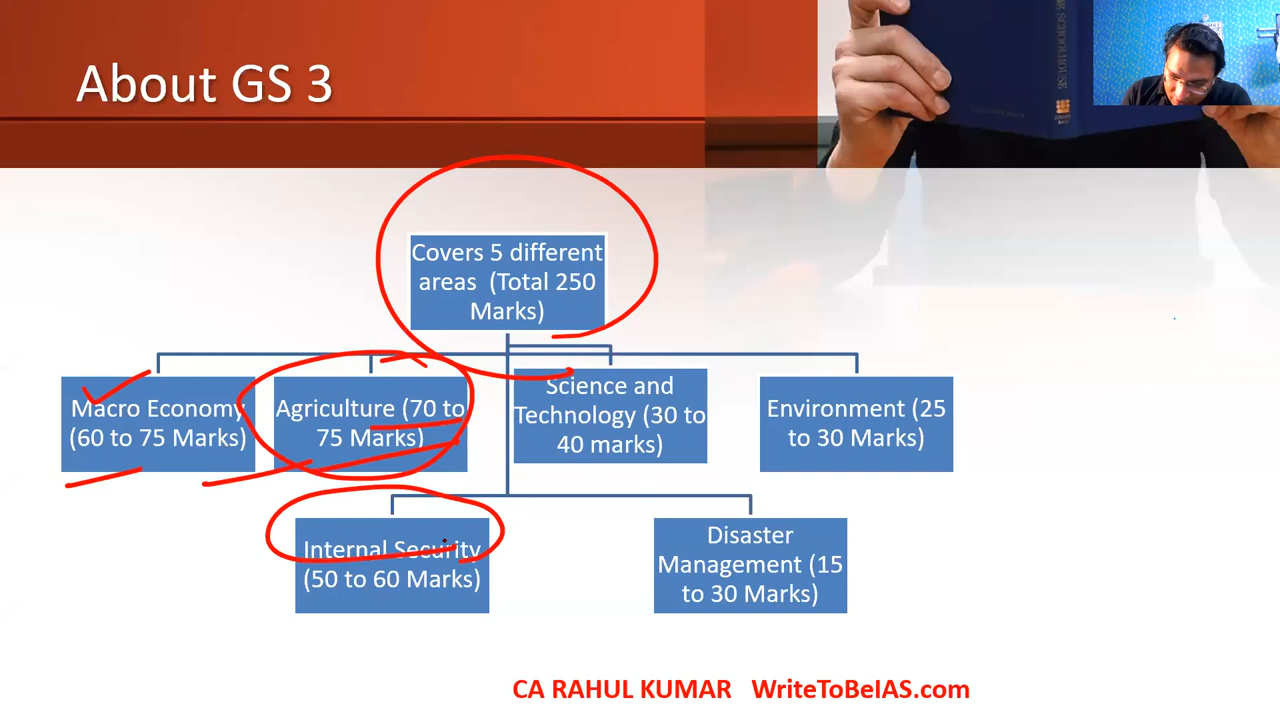 About GS 3
Covers 5 different
areas (Total 250
Marks)
Macro Economy
(60 to 75 Marks)
Agriculture (70 to
75 Marks)
Science and
Technology (30 to
40 marks)
Environment (25
to 30 Marks)
Internal Security
(50 to 60 Marks)
Disaster
Management (15
to 30 Marks)
CA RAHUL KUMAR WriteToBeIAS.com